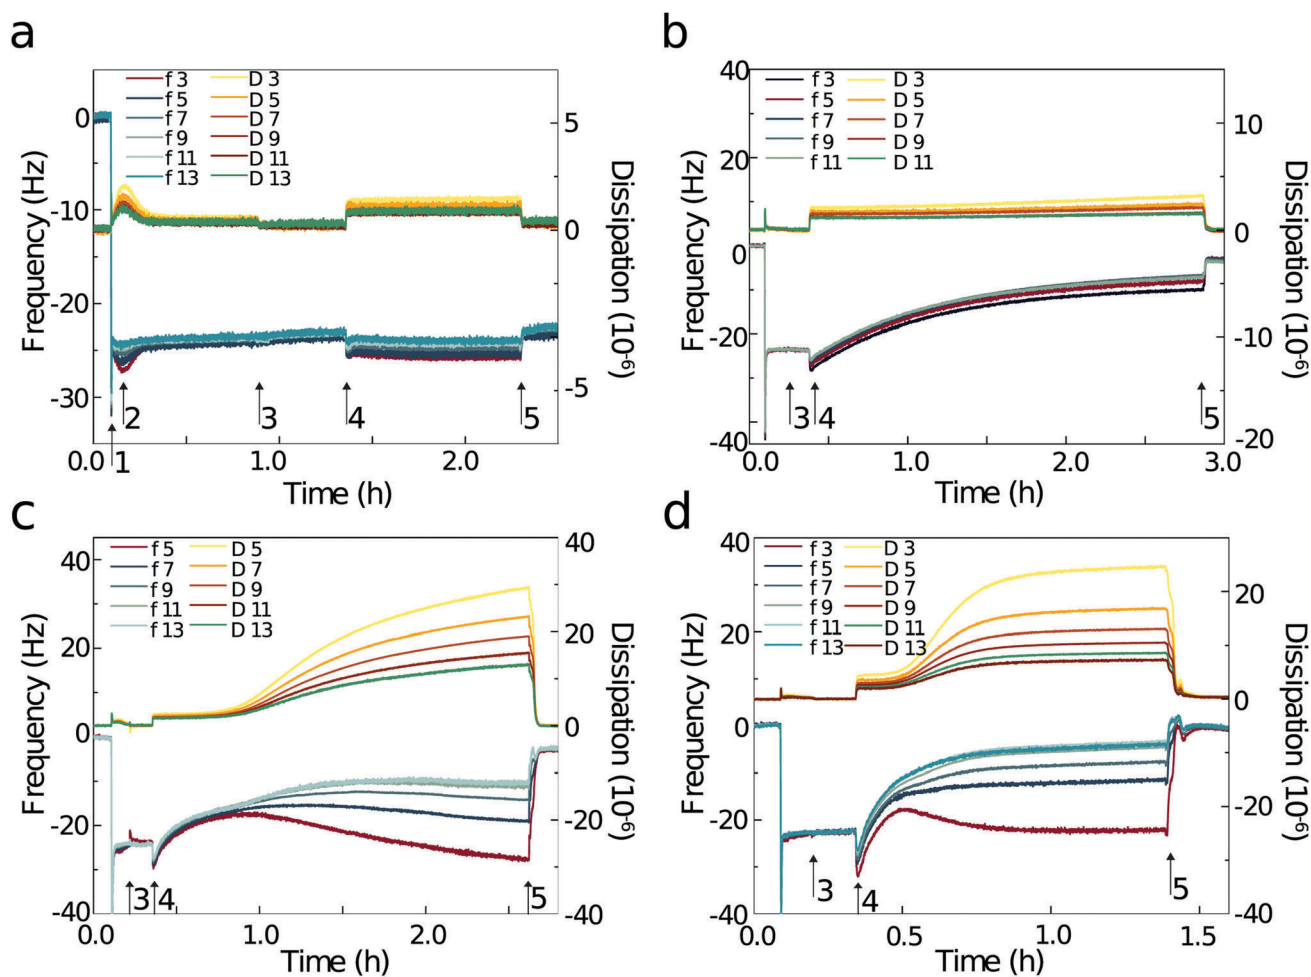 a
f 3 D 3
f 5 D 5
f 7 D 7
f 9 D 9
f 11 D 11
f 13 D 13
0
-10
-20
-30
Frequency (Hz)
5
0
-5
Dissipation (10-6)
1
2
3
4
5
0.0 1.0 2.0
Time (h)
b
f 3 D 3
f 5 D 5
f 7 D 7
f 9 D 9
f 11 D 11
40
20
0
-20
-40
Frequency (Hz)
10
0
-10
-20
Dissipation (10-6)
3
4
5
0.0 1.0 2.0 3.0
Time (h)
c
f 5 D 5
f 7 D 7
f 9 D 9
f 11 D 11
f 13 D 13
40
20
0
-20
-40
Frequency (Hz)
40
20
0
-20
-40
Dissipation (10-6)
3
4
5
0.0 1.0 2.0
Time (h)
d
f 3 D 3
f 5 D 5
f 7 D 7
f 9 D 9
f 11 D 11
f 13 D 13
40
20
0
-20
-40
Frequency (Hz)
20
0
-20
-40
Dissipation (10-6)
3
4
5
0.0 0.5 1.0 1.5
Time (h)